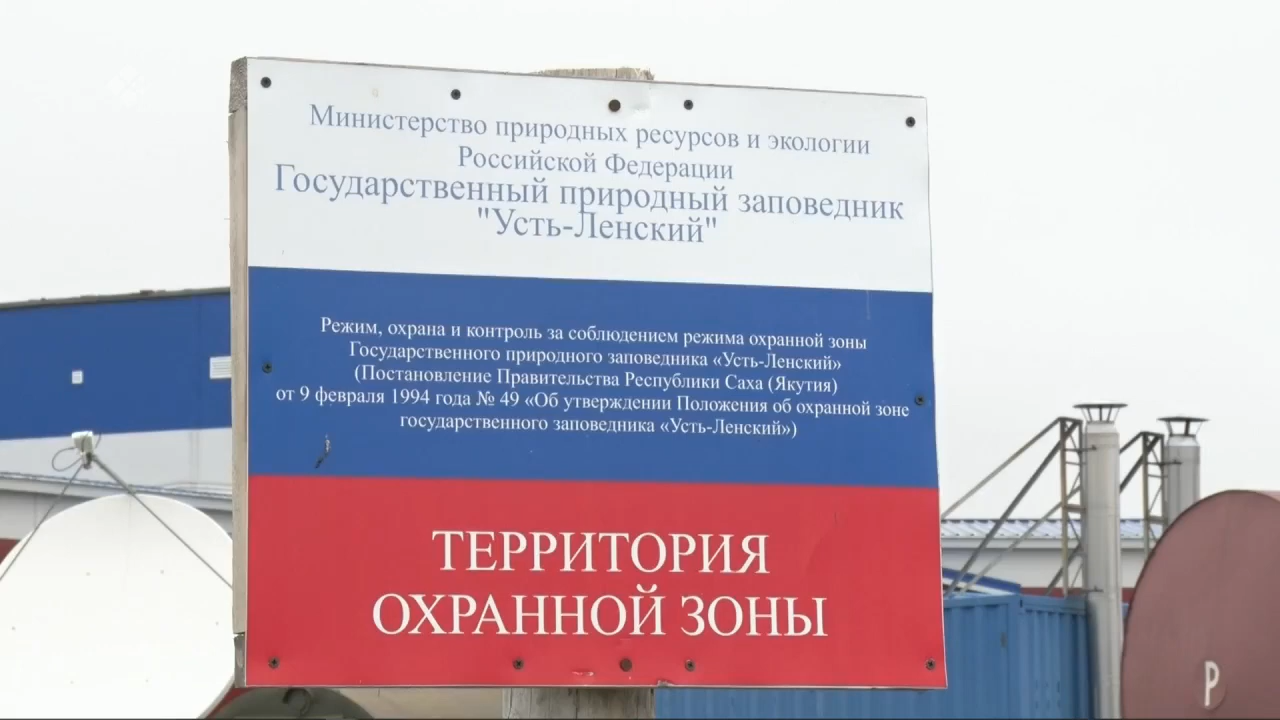 Министерство природных ресурсов и экологии
Российской Федерации
Государственный природный заповедник
"Усть-Ленский"
Режим, охрана и контроль за соблюдением режима охранной зоны
Государственного природного заповедника «Усть-Ленский»
(Постановление Правительства Республики Саха (Якутия)
от 9 февраля 1994 года № 49 «Об утверждении Положения об охранной зоне
государственного заповедника «Усть-Ленский»)
ТЕРРИТОРИЯ
ОХРАННОЙ ЗОНЫ
Р